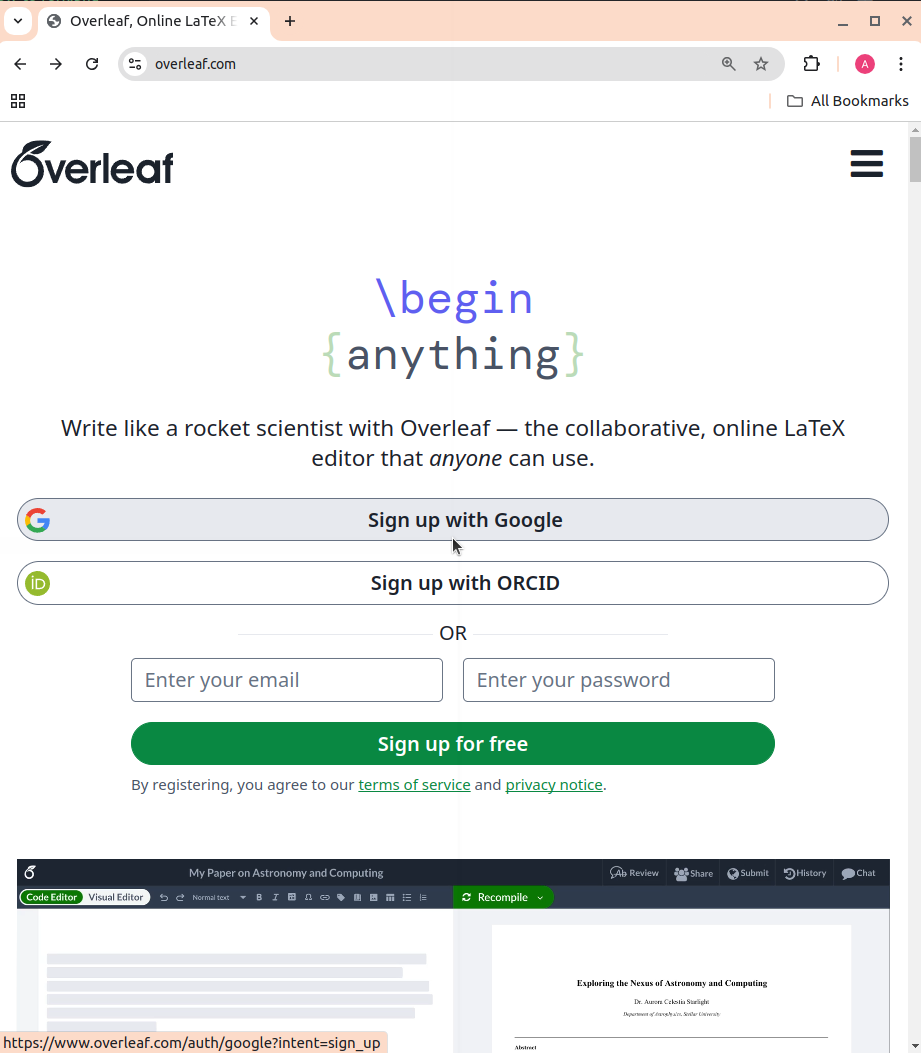 Overleaf, Online LaTeX E
overleaf.com
A
All Bookmarks
Overleaf
\begin
{anything}
Write like a rocket scientist with Overleaf — the collaborative, online LaTeX
editor that anyone can use.
Sign up with Google
iD
Sign up with ORCID
OR
Enter your email
Enter your password
Sign up for free
By registering, you agree to our terms of service and privacy notice.
My Paper on Astronomy and Computing
Review
Share
Submit
History
Chat
Code Editor
Visual Editor
Normal text
B
I
Ω
Recompile
Exploring the Nexus of Astronomy and Computing
Dr. Aurora Celestia Starlight
Department of Astrophysics, Stellar University
Abstract
https://www.overleaf.com/auth/google?intent=sign_up